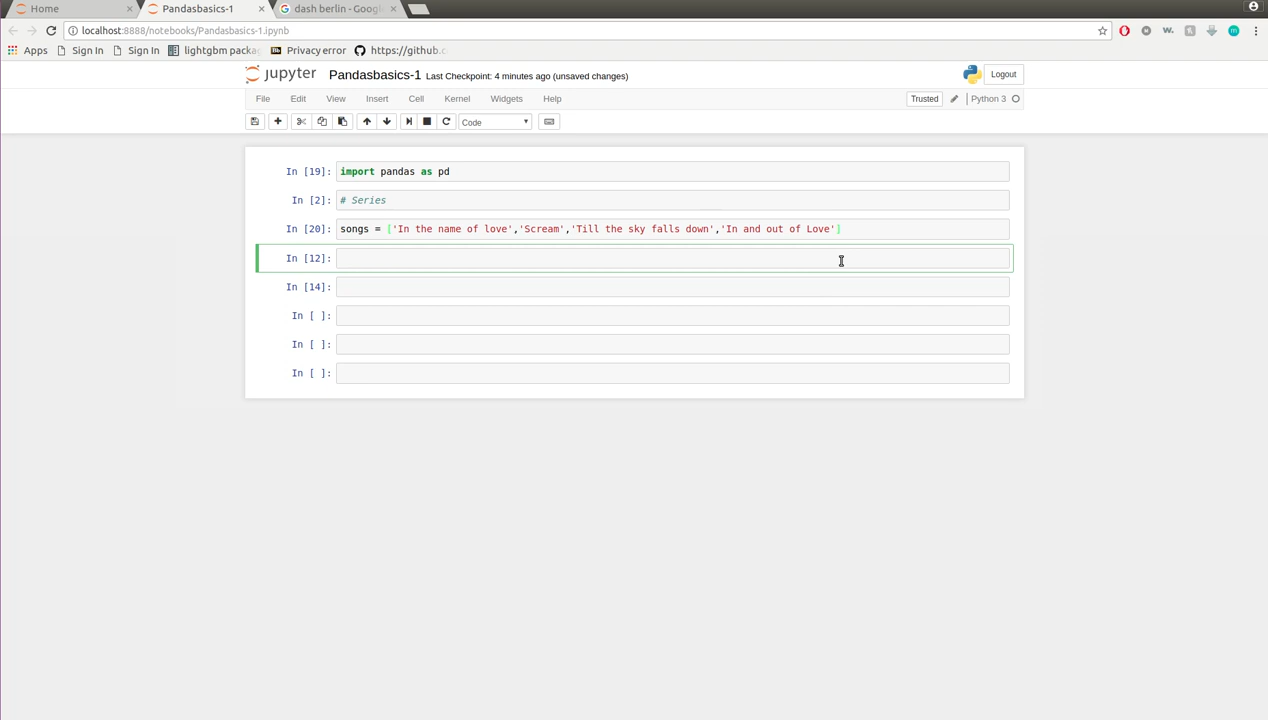 Home
Pandasbasics-1
dash berlin - Googl
localhost:8888/notebooks/Pandasbasics-1.ipynb
Apps Sign In Sign In lightgbm packa Privacy error https://github.c
jupyter Pandasbasics-1 Last Checkpoint: 4 minutes ago (unsaved changes) Logout
File Edit View Insert Cell Kernel Widgets Help Trusted Python 3
Code
In [19]: import pandas as pd
In [2]: # Series
In [20]: songs = ['In the name of love','Scream','Till the sky falls down','In and out of Love']
In [12]:
In [14]:
In [ ]:
In [ ]:
In [ ]: